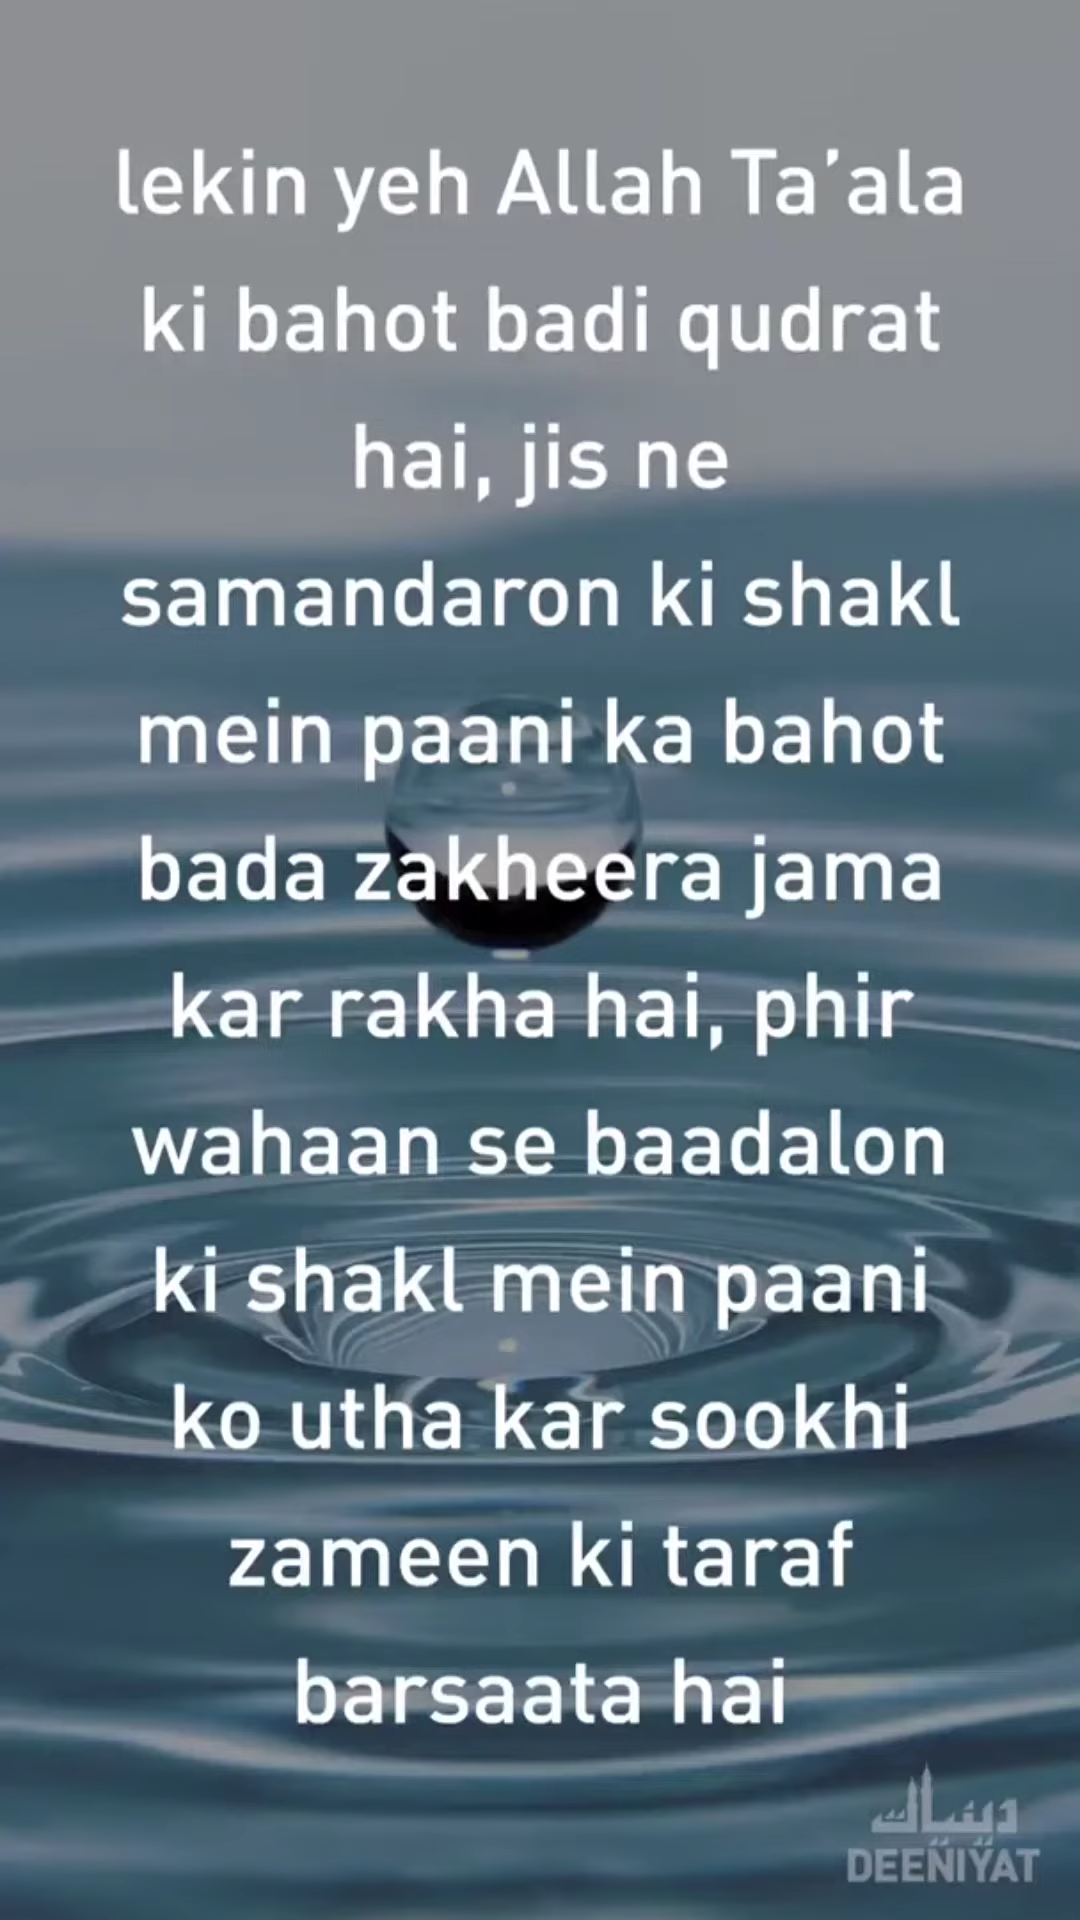 lekin yeh Allah Ta'ala
ki bahot badi qudrat
hai, jis ne
samandaron ki shakl
mein paani ka bahot
bada zakheera jama
kar rakha hai, phir
wahaan se baadalon
ki shakl mein paani
ko utha kar sookhi
zameen ki taraf
barsaata hai
دینیات
DEENIYAT